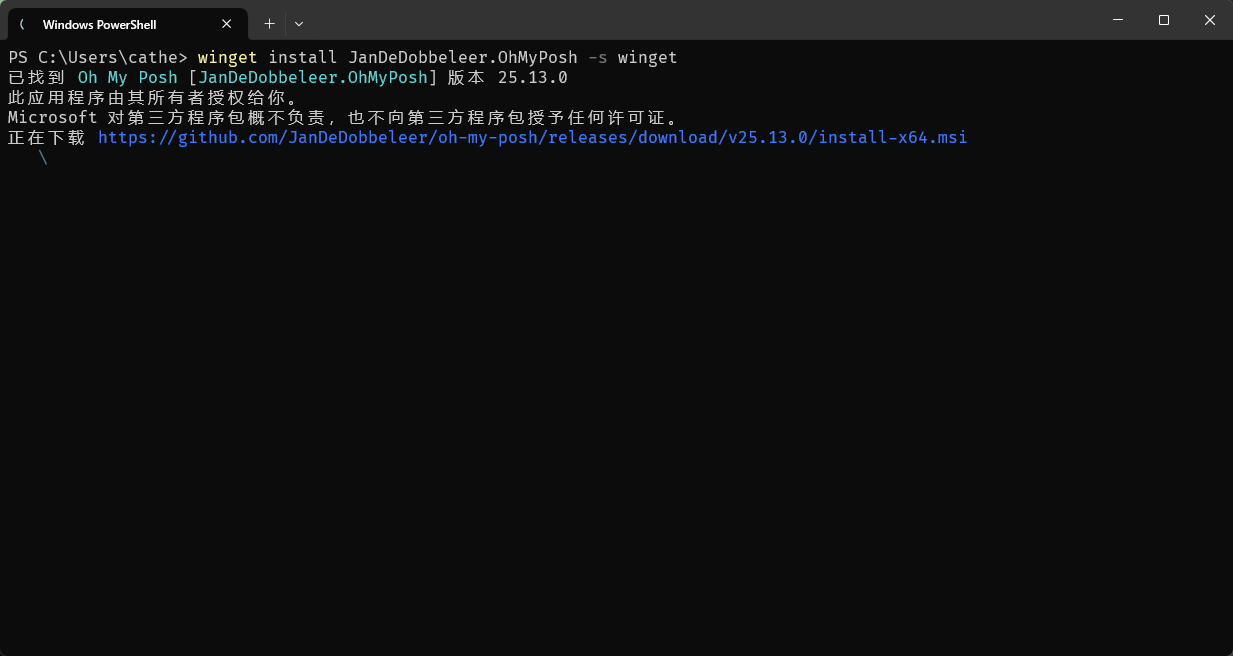 Windows PowerShell
PS C:\Users\cathe> winget install JanDeDobbeleer.OhMyPosh -s winget
已找到 Oh My Posh [JanDeDobbeleer.OhMyPosh] 版本 25.13.0
此应用程序由其所有者授权给你。
Microsoft 对第三方程序包概不负责，也不向第三方程序包授予任何许可证。
正在下载 https://github.com/JanDeDobbeleer/oh-my-posh/releases/download/v25.13.0/install-x64.msi
\